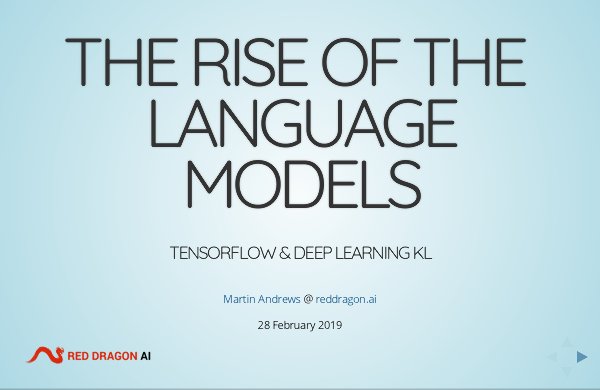 THE RISE OF THE
LANGUAGE
MODELS
TENSORFLOW & DEEP LEARNING KL
Martin Andrews @ reddragon.ai
28 February 2019
RED DRAGON AI